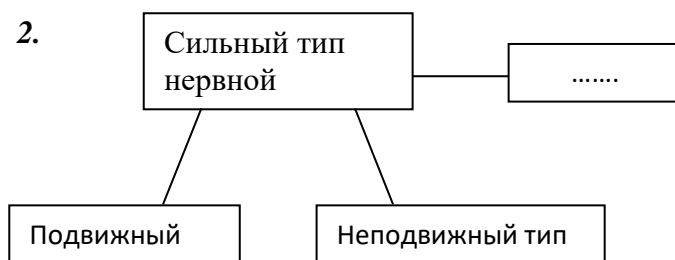 2.
Сильный тип
нервной
…….
Подвижный
Неподвижный тип